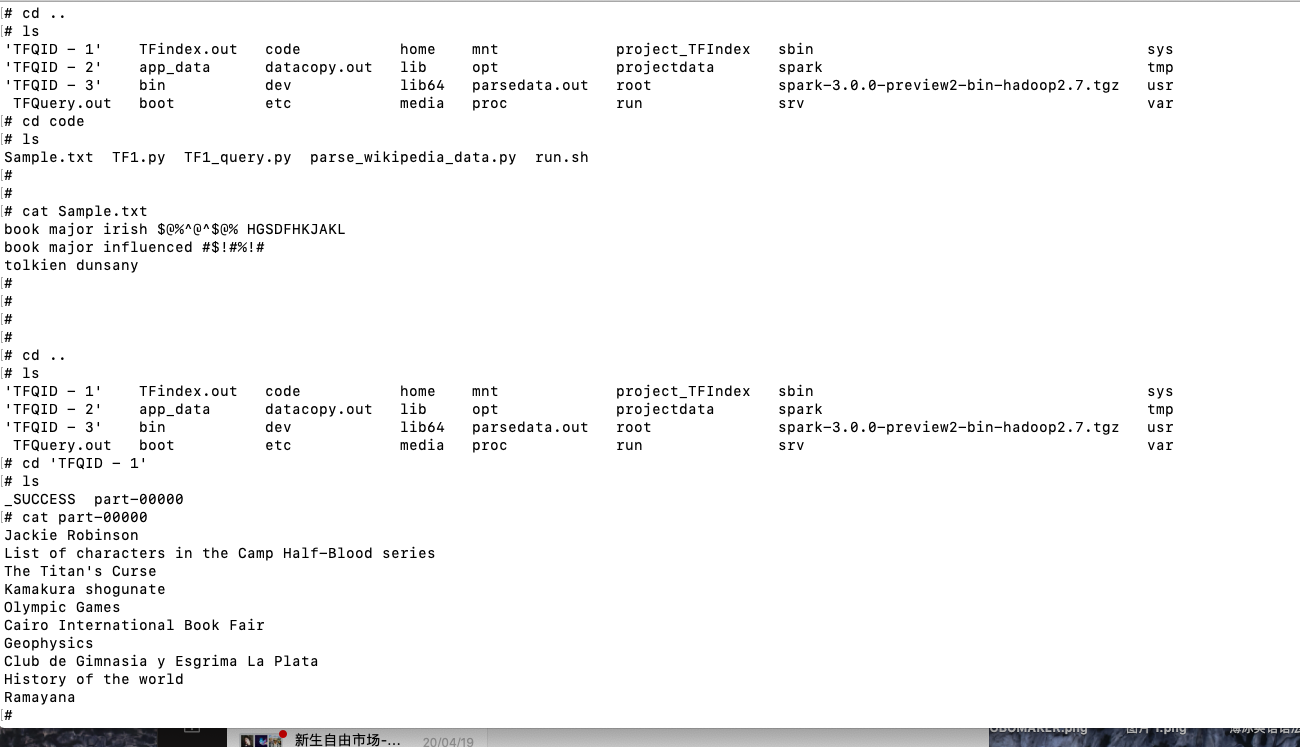 # cd ..
# ls
'TFQID - 1'    TFindex.out   code          home    mnt            project_TFIndex   sbin                                     sys
'TFQID - 2'    app_data      datacopy.out  lib     opt            projectdata       spark                                    tmp
'TFQID - 3'    bin           dev           lib64   parsedata.out  root              spark-3.0.0-preview2-bin-hadoop2.7.tgz   usr
 TFQuery.out   boot          etc           media   proc           run               srv                                      var
# cd code
# ls
Sample.txt  TF1.py  TF1_query.py  parse_wikipedia_data.py  run.sh
#
#
# cat Sample.txt
book major irish $@%^@^$@% HGSDFHKJAKL
book major influenced #$!#%!#
tolkien dunsany
#
#
#
#
# cd ..
# ls
'TFQID - 1'    TFindex.out   code          home    mnt            project_TFIndex   sbin                                     sys
'TFQID - 2'    app_data      datacopy.out  lib     opt            projectdata       spark                                    tmp
'TFQID - 3'    bin           dev           lib64   parsedata.out  root              spark-3.0.0-preview2-bin-hadoop2.7.tgz   usr
 TFQuery.out   boot          etc           media   proc           run               srv                                      var
# cd 'TFQID - 1'
# ls
_SUCCESS  part-00000
# cat part-00000
Jackie Robinson
List of characters in the Camp Half-Blood series
The Titan's Curse
Kamakura shogunate
Olympic Games
Cairo International Book Fair
Geophysics
Club de Gimnasia y Esgrima La Plata
History of the world
Ramayana
#
新生自由市场-... 20/04/19